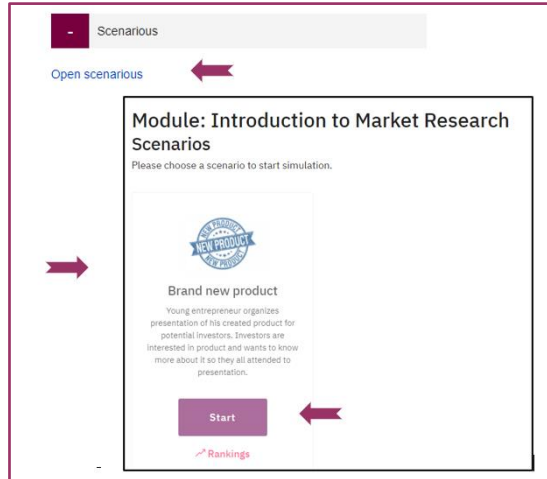 - Scenarious
Open scenarious
Module: Introduction to Market Research
Scenarios
Please choose a scenario to start simulation.
NEW PRODUCT
NEW PRODUCT
NEW PRODUCT
Brand new product
Young entrepreneur organizes
presentation of his created product for
potential investors. Investors are
interested in product and wants to know
more about it so they all attended to
presentation.
Start
Rankings
-